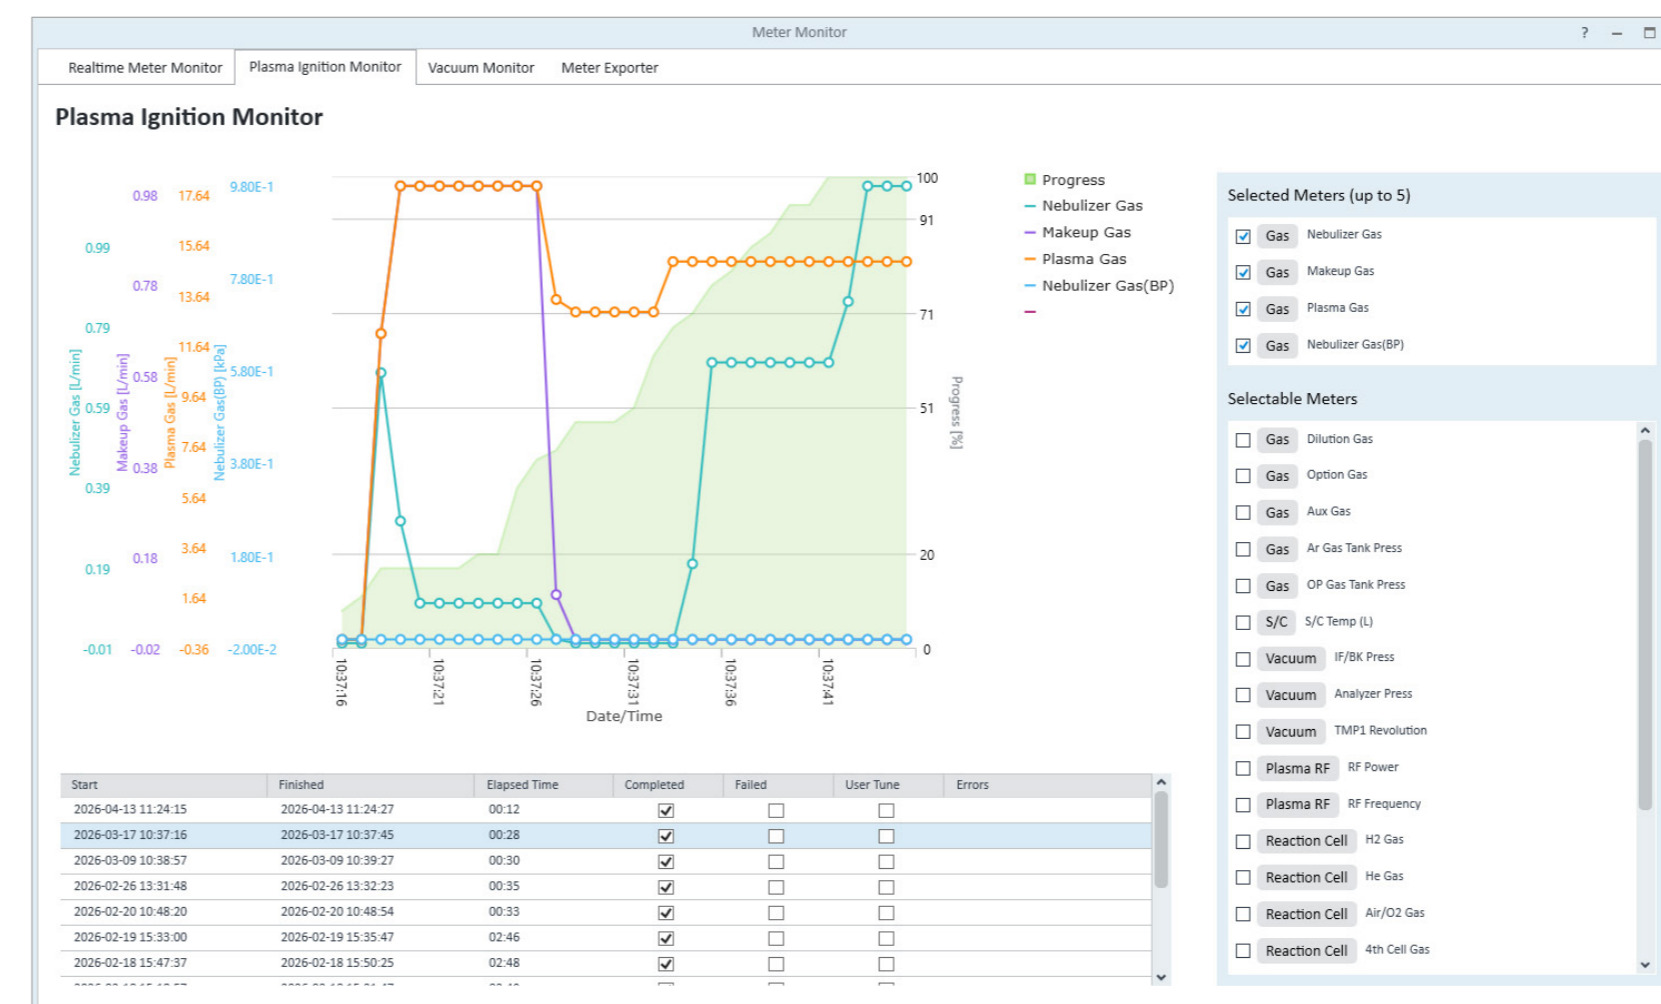 Meter Monitor
?
Realtime Meter Monitor Plasma Ignition Monitor Vacuum Monitor Meter Exporter
Plasma Ignition Monitor
Nebulizer Gas [L/min]
0.99
0.79
0.59
0.39
0.19
-0.01
Makeup Gas [L/min]
0.98
0.78
0.58
0.38
0.18
-0.02
Plasma Gas [L/min]
17.64
15.64
13.64
11.64
9.64
7.64
5.64
3.64
1.64
-0.36
Nebulizer Gas(BP) [kPa]
9.80E-1
7.80E-1
5.80E-1
3.80E-1
1.80E-1
-2.00E-2
100
91
71
51
20
0
Progress [%]
10:37:16
10:37:21
10:37:26
10:37:31
10:37:36
10:37:41
Date/Time
Progress
Nebulizer Gas
Makeup Gas
Plasma Gas
Nebulizer Gas(BP)
Start Finished Elapsed Time Completed Failed User Tune Errors
2026-04-13 11:24:15 2026-04-13 11:24:27 00:12
2026-03-17 10:37:16 2026-03-17 10:37:45 00:28
2026-03-09 10:38:57 2026-03-09 10:39:27 00:30
2026-02-26 13:31:48 2026-02-26 13:32:23 00:35
2026-02-20 10:48:20 2026-02-20 10:48:54 00:33
2026-02-19 15:33:00 2026-02-19 15:35:47 02:46
2026-02-18 15:47:37 2026-02-18 15:50:25 02:48
Selected Meters (up to 5)
Gas Nebulizer Gas
Gas Makeup Gas
Gas Plasma Gas
Gas Nebulizer Gas(BP)
Selectable Meters
Gas Dilution Gas
Gas Option Gas
Gas Aux Gas
Gas Ar Gas Tank Press
Gas OP Gas Tank Press
S/C S/C Temp (L)
Vacuum IF/BK Press
Vacuum Analyzer Press
Vacuum TMP1 Revolution
Plasma RF RF Power
Plasma RF RF Frequency
Reaction Cell H2 Gas
Reaction Cell He Gas
Reaction Cell Air/O2 Gas
Reaction Cell 4th Cell Gas